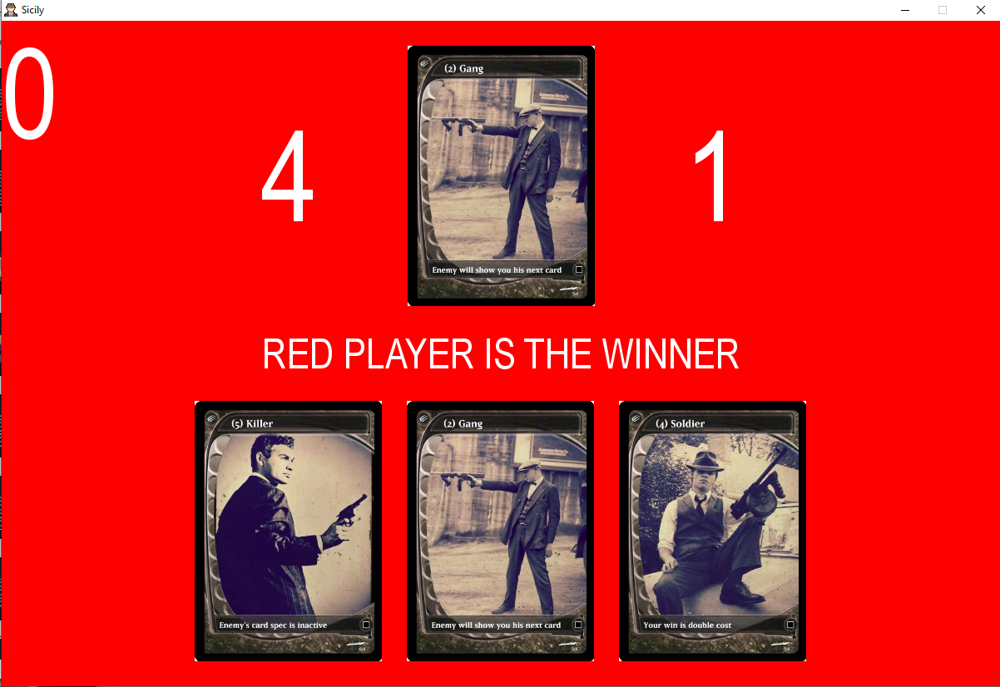 Sicily
0
(2) Gang
4
1
Enemy will show you his next card
RED PLAYER IS THE WINNER
(5) Killer
(2) Gang
(4) Soldier
Enemy's card spec is inactive
Enemy will show you his next card
Your win is double cost